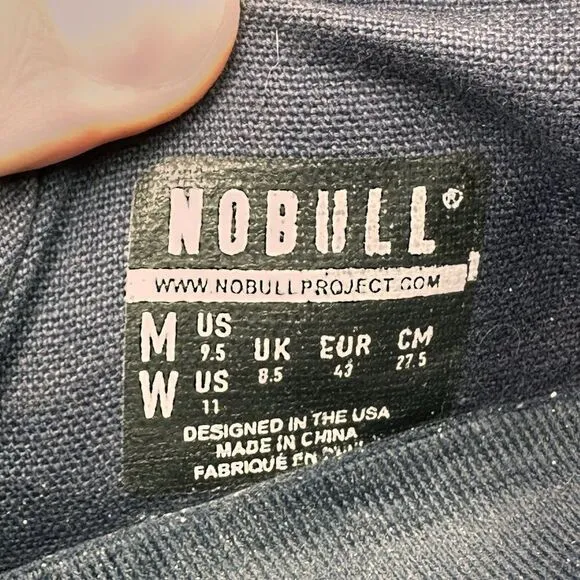 NOBULL®
WWW.NOBULLPROJECT.COM
M US 9.5 UK 8.5 EUR 43 CM 27.5
W US 11
DESIGNED IN THE USA
MADE IN CHINA
FABRIQUÉ EN